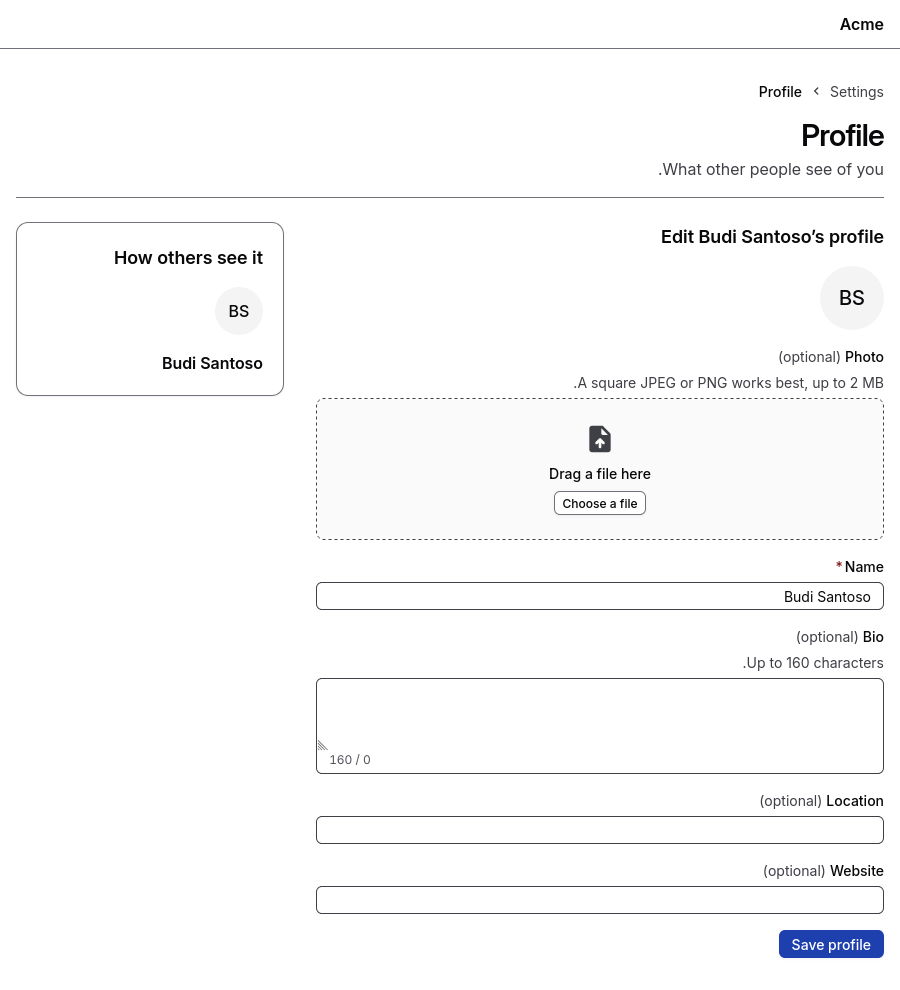 Acme
Settings
Profile
Profile
What other people see of you.
Edit Budi Santoso’s profile
BS
Photo (optional)
A square JPEG or PNG works best, up to 2 MB.
Drag a file here
Choose a file
Name *
Budi Santoso
Bio (optional)
Up to 160 characters.
0 / 160
Location (optional)
Website (optional)
Save profile
How others see it
BS
Budi Santoso